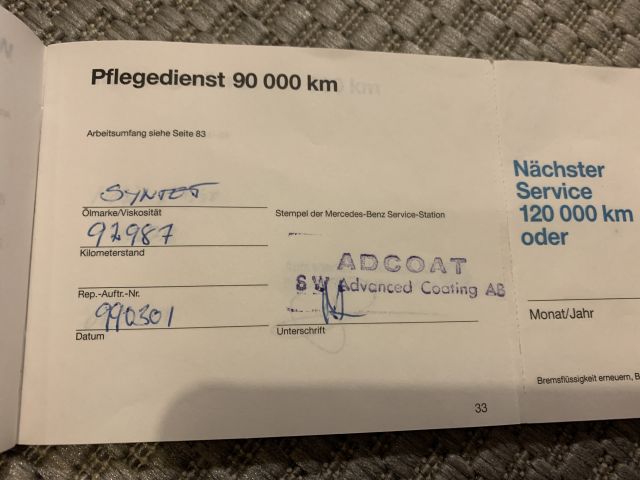 Pflegedienst 90 000 km
Arbeitsumfang siehe Seite 83
SYNTET
Ölmarke/Viskosität
Stempel der Mercedes-Benz Service-Station
92987
Kilometerstand
ADCOAT
SW Advanced Coating AB
Rep.-Auftr.-Nr.
990301
Datum
Unterschrift
33
Nächster
Service
120 000 km
oder
Monat/Jahr
Bremsflüssigkeit erneuern, B